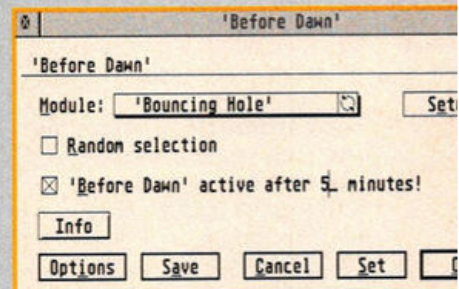 'Before Dawn'
'Before Dawn'
Module: 'Bouncing Hole'
Random selection
'Before Dawn' active after 5_ minutes!
Info
Options Save Cancel Set